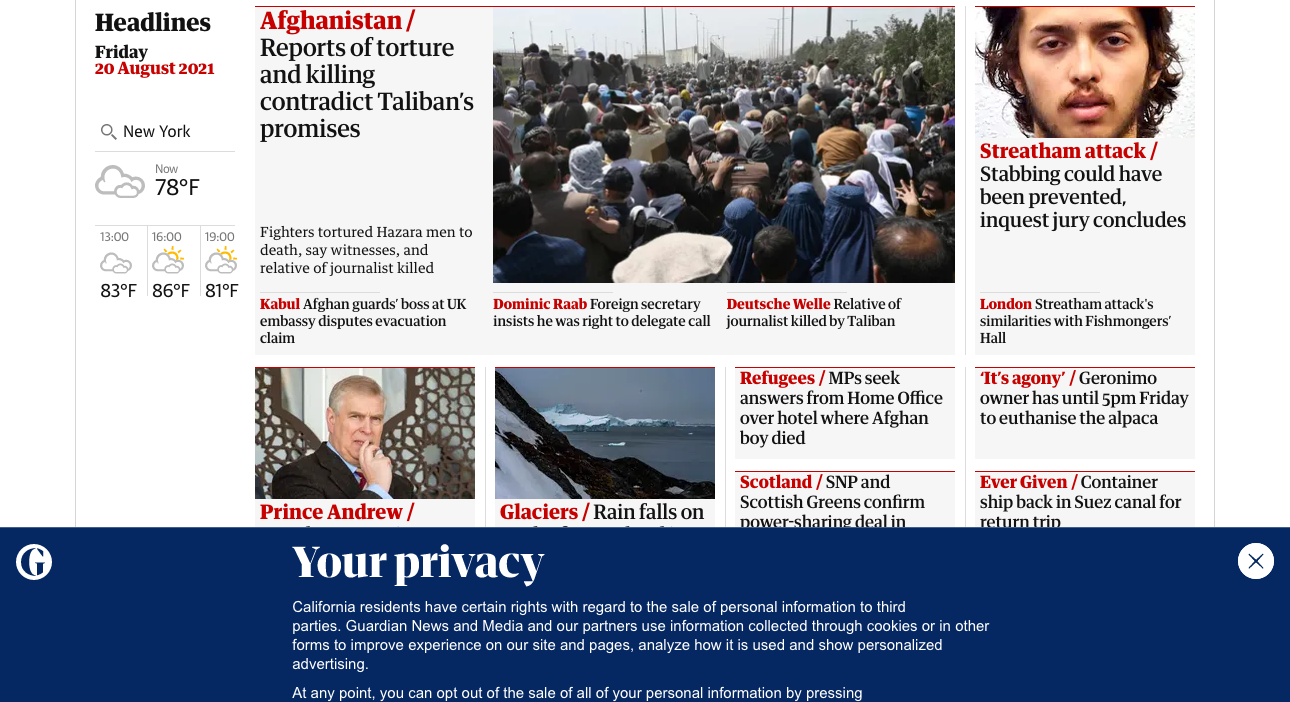 Headlines
Friday
20 August 2021
New York
Now
78°F
13:00
16:00
19:00
83°F
86°F
81°F
Afghanistan /
Reports of torture
and killing
contradict Taliban’s
promises
Fighters tortured Hazara men to
death, say witnesses, and
relative of journalist killed
Kabul Afghan guards’ boss at UK
embassy disputes evacuation
claim
Dominic Raab Foreign secretary
insists he was right to delegate call
Deutsche Welle Relative of
journalist killed by Taliban
Streatham attack /
Stabbing could have
been prevented,
inquest jury concludes
London Streatham attack’s
similarities with Fishmongers’
Hall
Prince Andrew /
Glaciers / Rain falls on
Refugees / MPs seek
answers from Home Office
over hotel where Afghan
boy died
Scotland / SNP and
Scottish Greens confirm
power-sharing deal in
‘It’s agony’ / Geronimo
owner has until 5pm Friday
to euthanise the alpaca
Ever Given / Container
ship back in Suez canal for
return trip
G
Your privacy
California residents have certain rights with regard to the sale of personal information to third
parties. Guardian News and Media and our partners use information collected through cookies or in other
forms to improve experience on our site and pages, analyze how it is used and show personalized
advertising.
At any point, you can opt out of the sale of all of your personal information by pressing